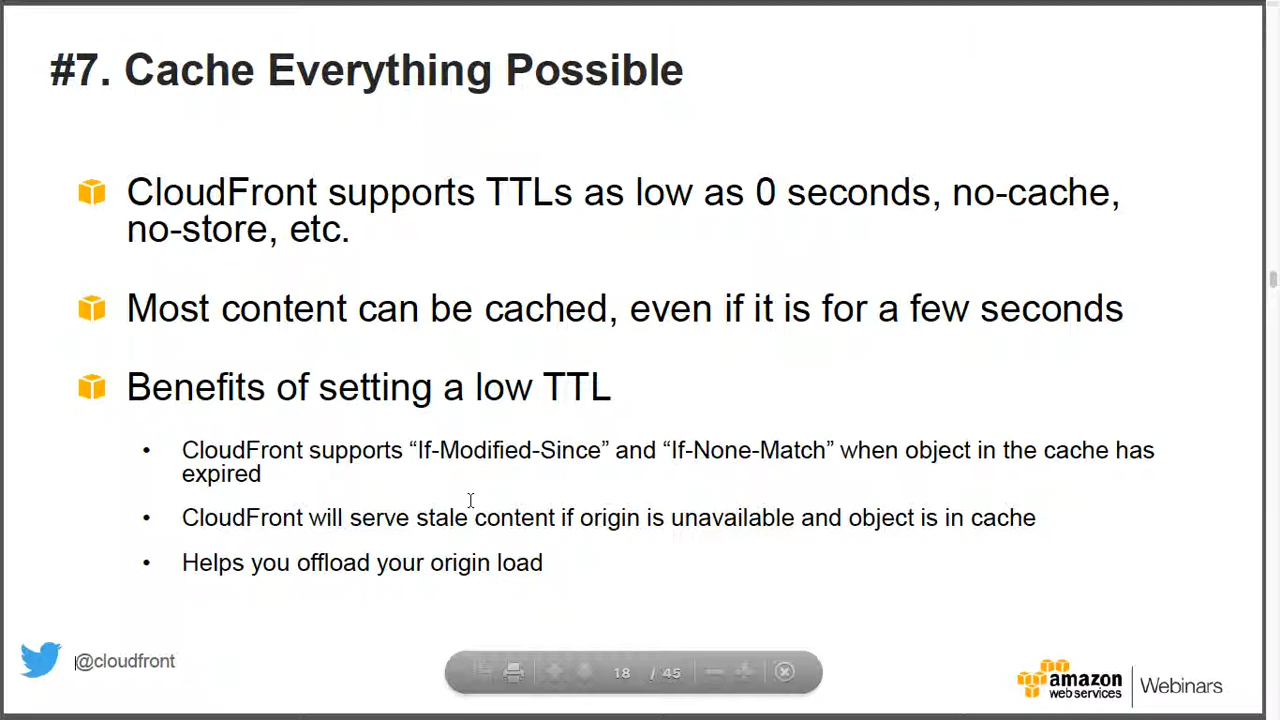 #7. Cache Everything Possible
CloudFront supports TTLs as low as 0 seconds, no-cache,
no-store, etc.
Most content can be cached, even if it is for a few seconds
Benefits of setting a low TTL
• CloudFront supports “If-Modified-Since” and “If-None-Match” when object in the cache has
expired
• CloudFront will serve stale content if origin is unavailable and object is in cache
• Helps you offload your origin load
@cloudfront
18 / 45
amazon
web services
Webinars